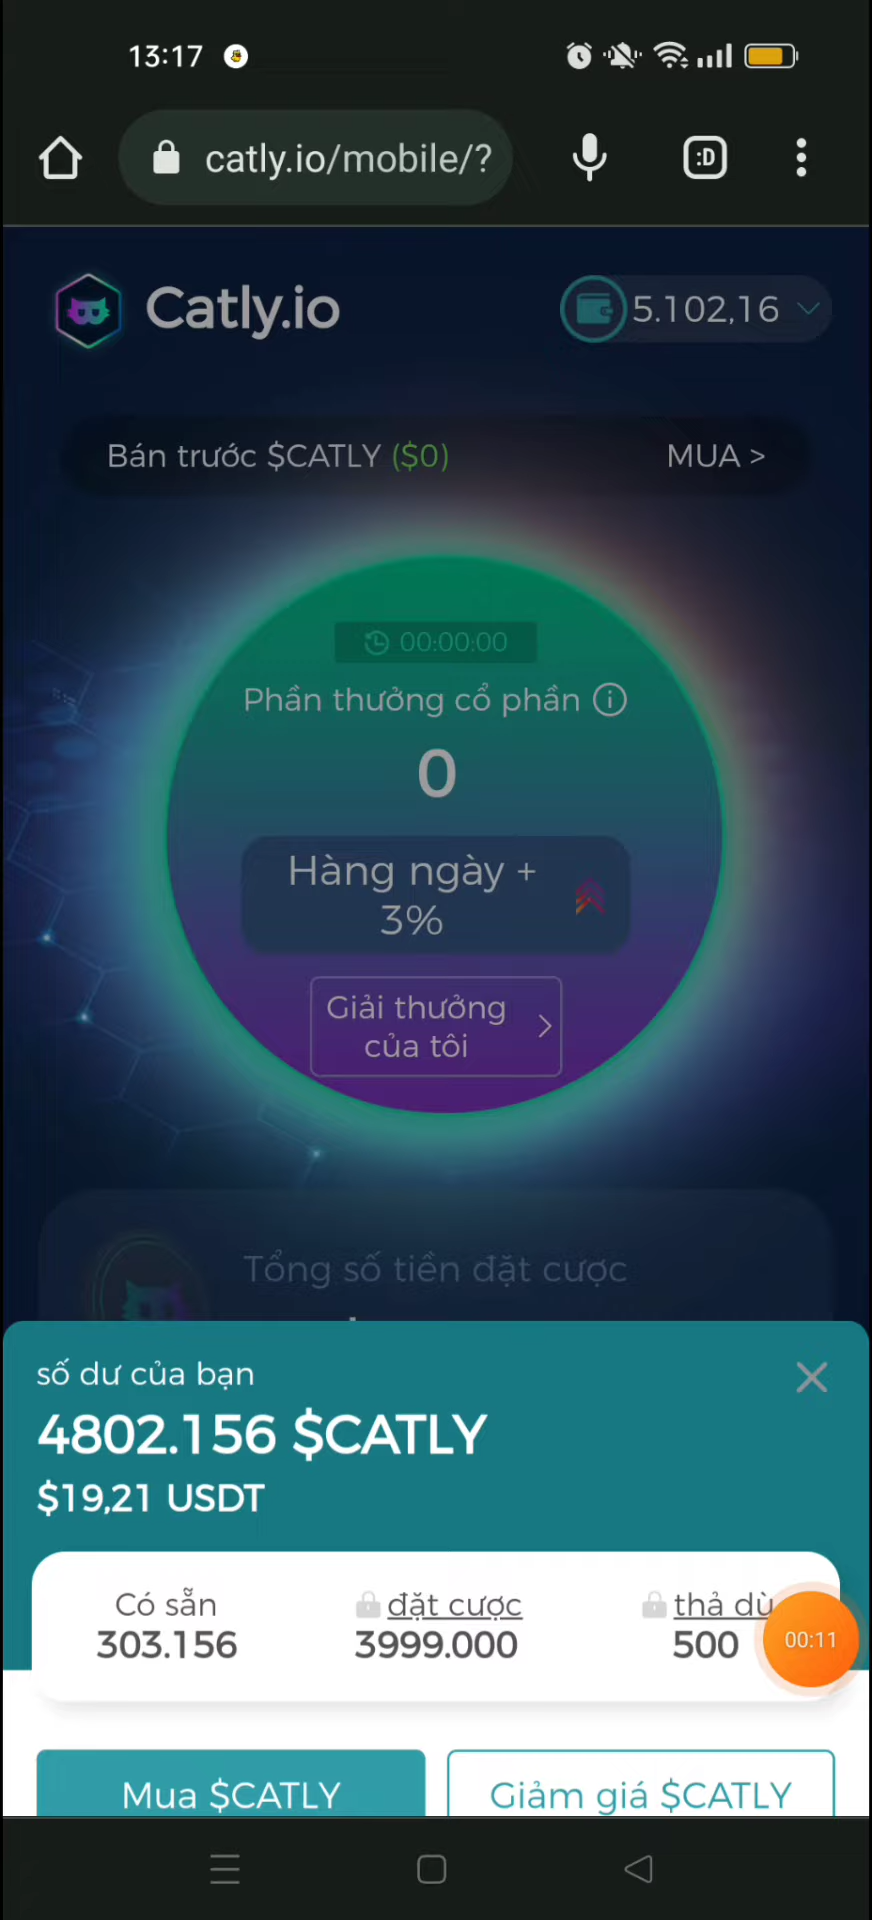 13:17
:D
catly.io/mobile/?
Catly.io
5.102,16
Bán trước $CATLY ($0)
MUA >
00:00:00
Phần thưởng cổ phần
0
Hàng ngày +
3%
Giải thưởng
của tôi
Tổng số tiền đặt cược
số dư của bạn
4802.156 $CATLY
$19,21 USDT
Có sẵn
303.156
đặt cược
3999.000
thả dù
500
00:11
Mua $CATLY
Giảm giá $CATLY